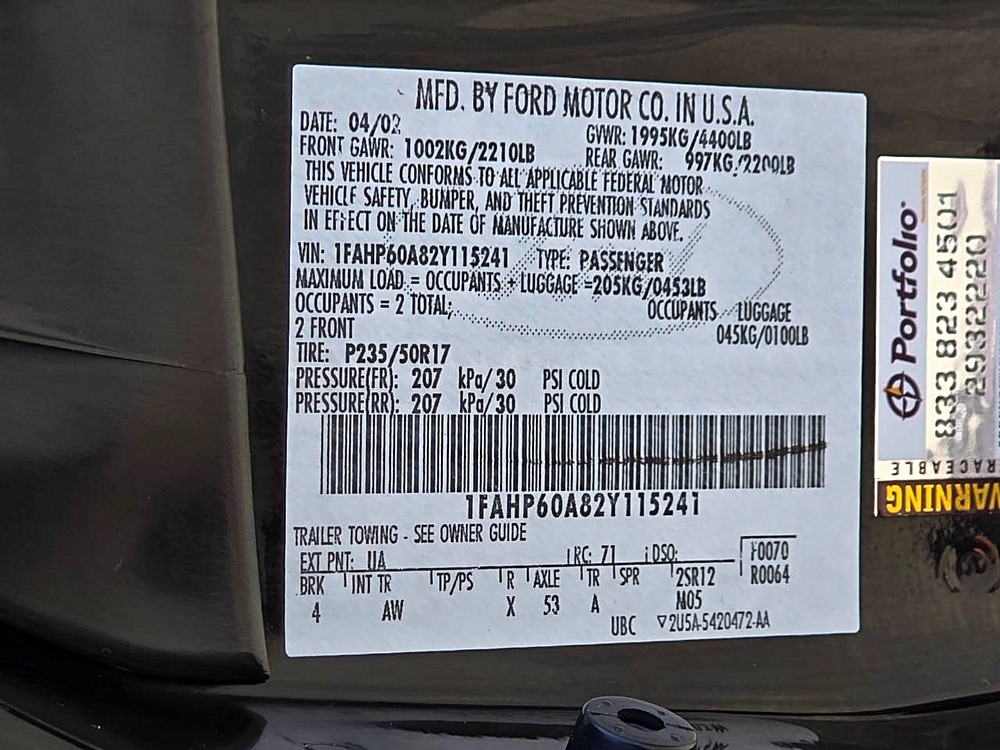 MFD. BY FORD MOTOR CO. IN U.S.A.
DATE: 04/02
GVWR: 1995KG/4400LB
FRONT GAWR: 1002KG/2210LB
REAR GAWR: 997KG/2200LB
THIS VEHICLE CONFORMS TO ALL APPLICABLE FEDERAL MOTOR
VEHICLE SAFETY, BUMPER, AND THEFT PREVENTION STANDARDS
IN EFFECT ON THE DATE OF MANUFACTURE SHOWN ABOVE.
VIN: 1FAHP60A82Y115241 TYPE: PASSENGER
MAXIMUM LOAD = OCCUPANTS + LUGGAGE =205KG/0453LB
OCCUPANTS = 2 TOTAL; OCCUPANTS LUGGAGE
2 FRONT 045KG/0100LB
TIRE: P235/50R17
PRESSURE(FR): 207 kPa/30 PSI COLD
PRESSURE(RR): 207 kPa/30 PSI COLD
1FAHP60A82Y115241
TRAILER TOWING - SEE OWNER GUIDE
EXT PNT: UA RC: 71 DSO: F0070
BRK INT TR TP/PS R AXLE TR SPR 2SR12 R0064
4 AW X 53 A M05
UBC ▽2U5A-5420472-AA
Portfolio
833 823 4501
29322220
RACEABLE
WARNING